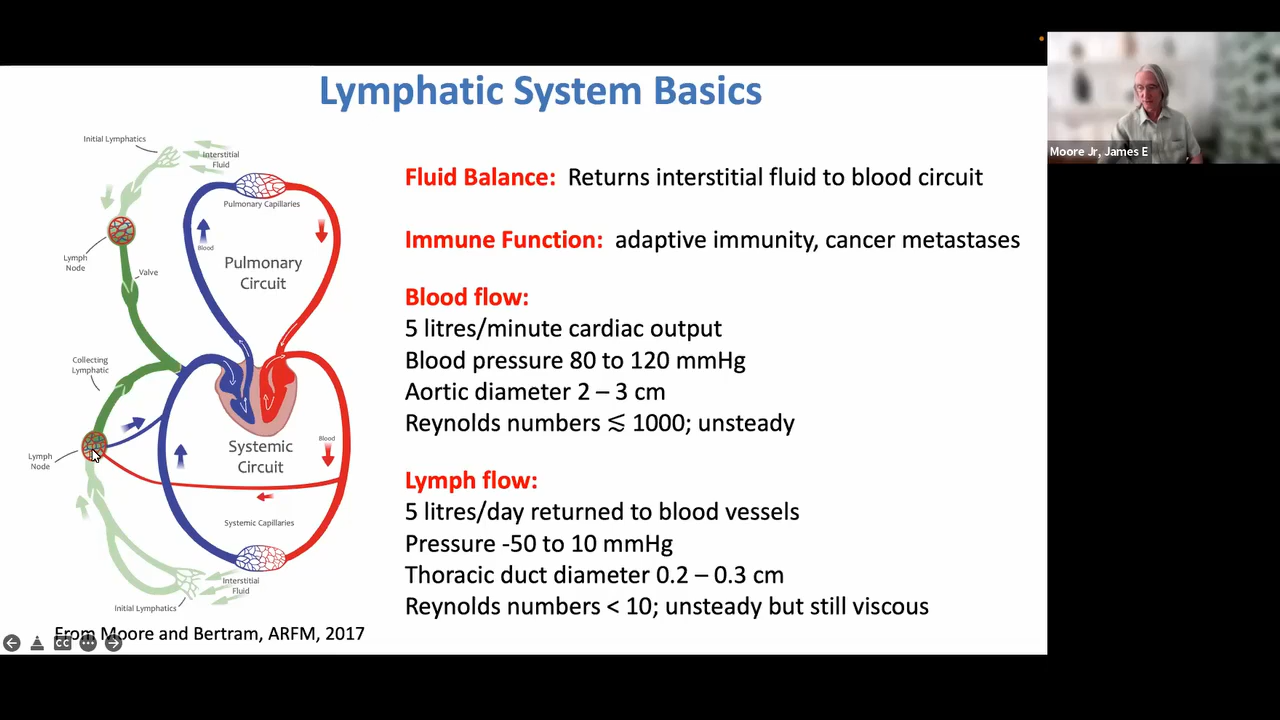 Lymphatic System Basics
Initial Lymphatics
Interstitial
Fluid
Pulmonary Capillaries
Blood
Lymph
Node
Valve
Pulmonary
Circuit
Collecting
Lymphatic
Systemic
Circuit
Blood
Lymph
Node
Systemic Capillaries
Interstitial
Fluid
Initial Lymphatics
From Moore and Bertram, ARFM, 2017
CC
Fluid Balance: Returns interstitial fluid to blood circuit
Immune Function: adaptive immunity, cancer metastases
Blood flow:
5 litres/minute cardiac output
Blood pressure 80 to 120 mmHg
Aortic diameter 2 – 3 cm
Reynolds numbers ≲ 1000; unsteady
Lymph flow:
5 litres/day returned to blood vessels
Pressure -50 to 10 mmHg
Thoracic duct diameter 0.2 – 0.3 cm
Reynolds numbers < 10; unsteady but still viscous
Moore Jr, James E